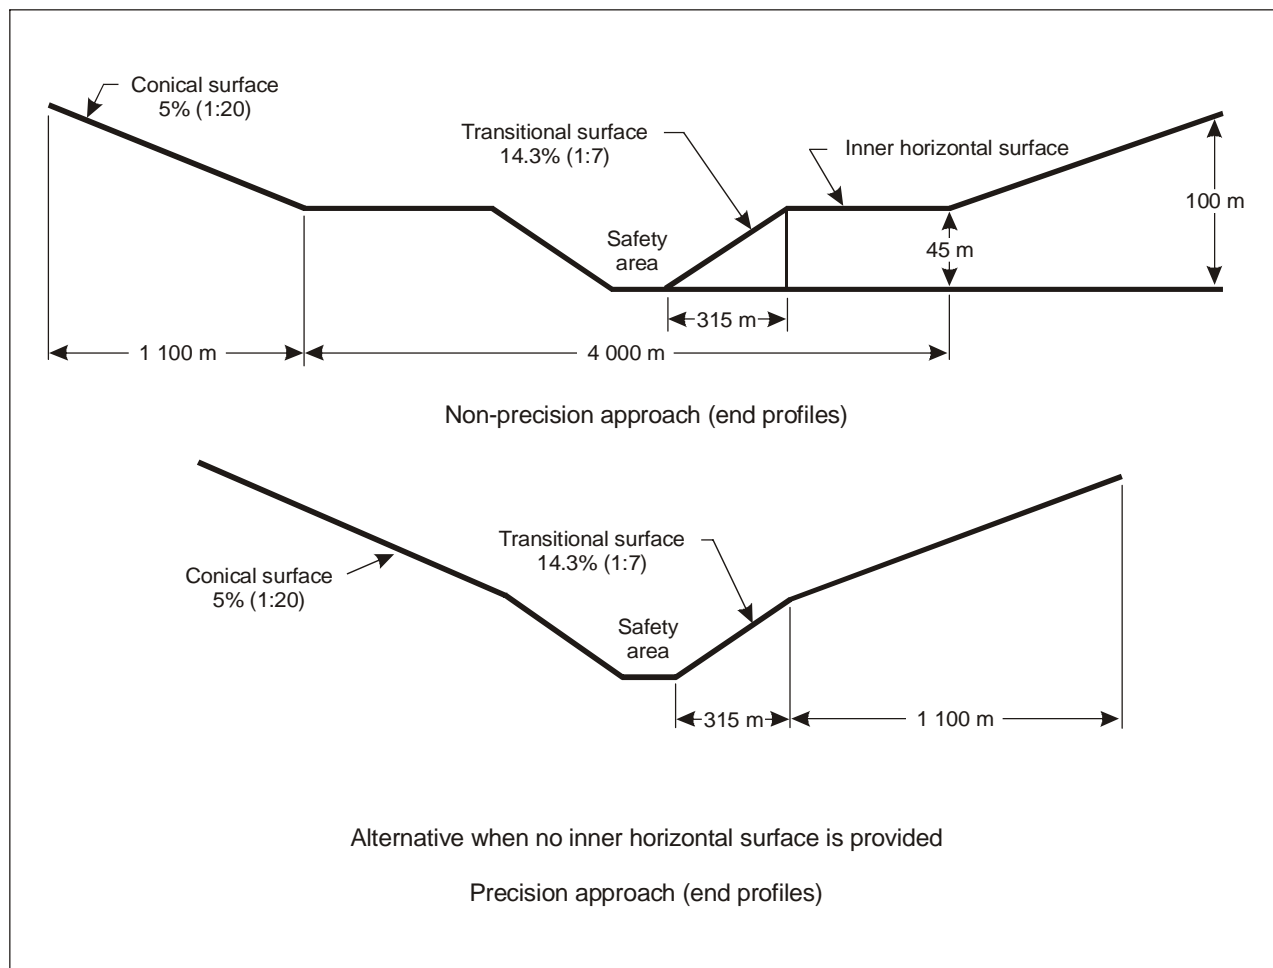 Conical surface
5% (1:20)
Transitional surface
14.3% (1:7)
Inner horizontal surface
100 m
Safety
area
45 m
315 m
1 100 m
4 000 m
Non-precision approach (end profiles)
Transitional surface
14.3% (1:7)
Conical surface
5% (1:20)
Safety
area
315 m
1 100 m
Alternative when no inner horizontal surface is provided
Precision approach (end profiles)